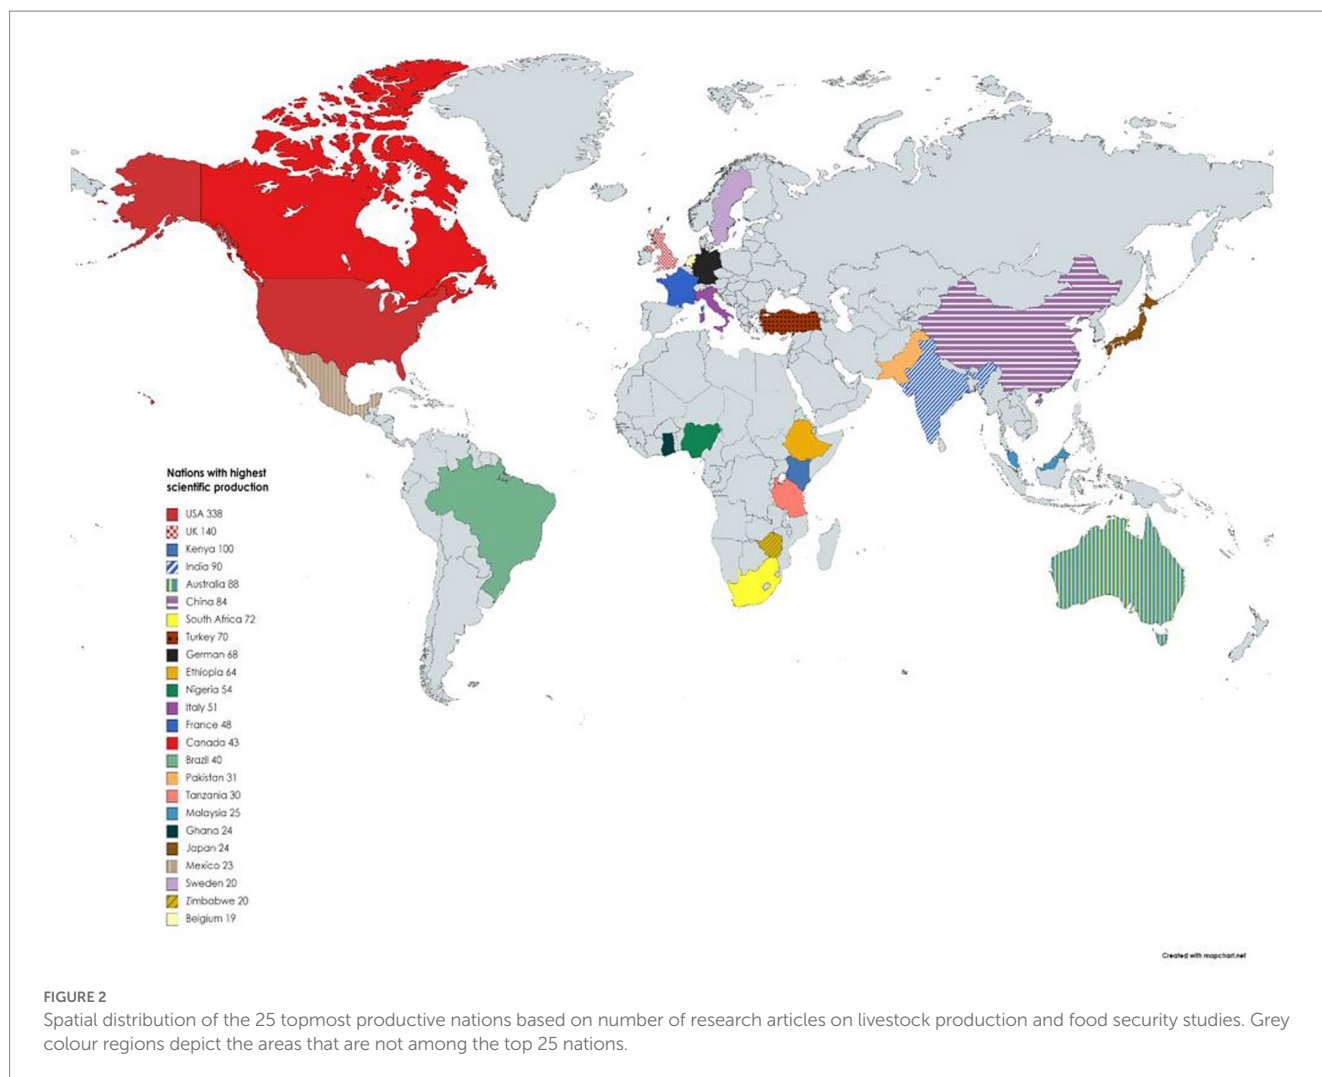 Nations with highest
scientific production
USA 338
UK 140
Kenya 100
India 90
Australia 88
China 84
South Africa 72
Turkey 70
German 68
Ethiopia 64
Nigeria 54
Italy 51
France 48
Canada 43
Brazil 40
Pakistan 31
Tanzania 30
Malaysia 25
Ghana 24
Japan 24
Mexico 23
Sweden 20
Zimbabwe 20
Belgium 19
Created with mapchart.net
FIGURE 2
Spatial distribution of the 25 topmost productive nations based on number of research articles on livestock production and food security studies. Grey
colour regions depict the areas that are not among the top 25 nations.